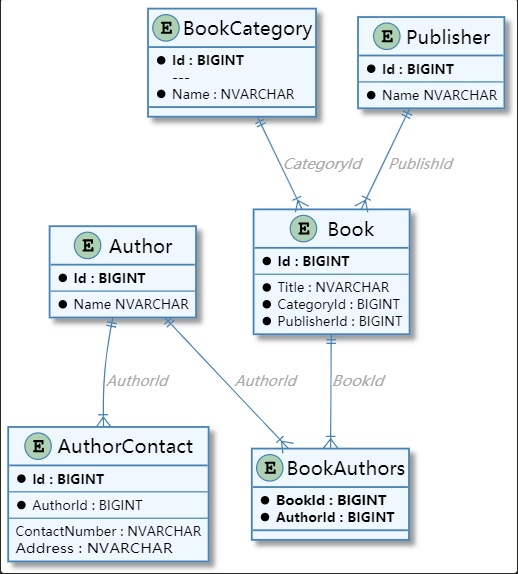 E BookCategory
Id : BIGINT
---
Name : NVARCHAR
E Publisher
Id : BIGINT
Name NVARCHAR
CategoryId
PublishId
E Book
Id : BIGINT
Title : NVARCHAR
CategoryId : BIGINT
PublisherId : BIGINT
E Author
Id : BIGINT
Name NVARCHAR
AuthorId
AuthorId
BookId
E AuthorContact
Id : BIGINT
AuthorId : BIGINT
ContactNumber : NVARCHAR
Address : NVARCHAR
E BookAuthors
BookId : BIGINT
AuthorId : BIGINT